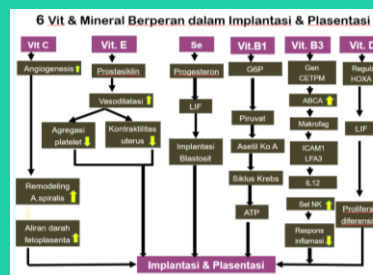 6 Vit & Mineral Berperan dalam Implantasi & Plasentasi
Vit C
Angiogenesis
Remodeling
A.spiralis
Aliran darah
fetoplasenta
Vit. E
Prostasiklin
Vasodilatasi
Agregasi
platelet
Kontraktilitas
uterus
Se
Progesteron
LIF
Implantasi
Blastosit
Vit.B1
G6P
Piruvat
Asetil Ko A
Siklus Krebs
ATP
Vit. B3
Gen
CETPM
ABCA
Makrofag
ICAM1
LFA3
IL12
Sel NK
Respons
inflamasi
Vit. D
Regula
HOXA
LIF
Prolifera
diferensi
Implantasi & Plasentasi